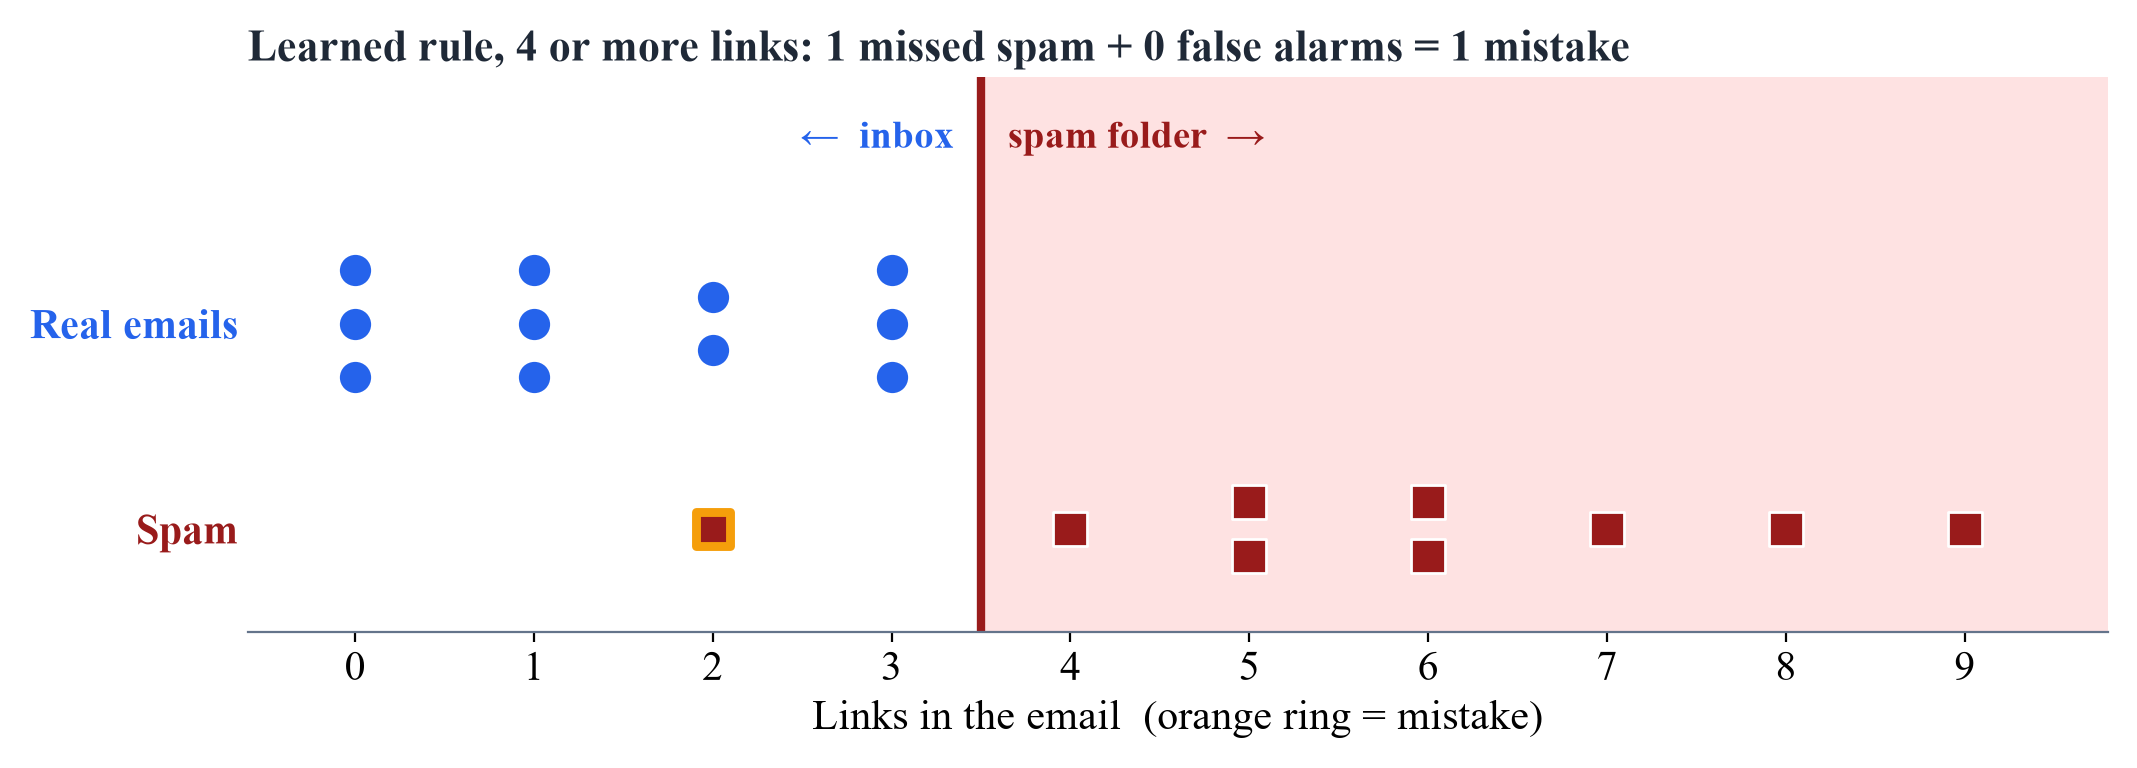 Learned rule, 4 or more links: 1 missed spam + 0 false alarms = 1 mistake
← inbox
spam folder →
Real emails
Spam
0 1 2 3 4 5 6 7 8 9
Links in the email (orange ring = mistake)